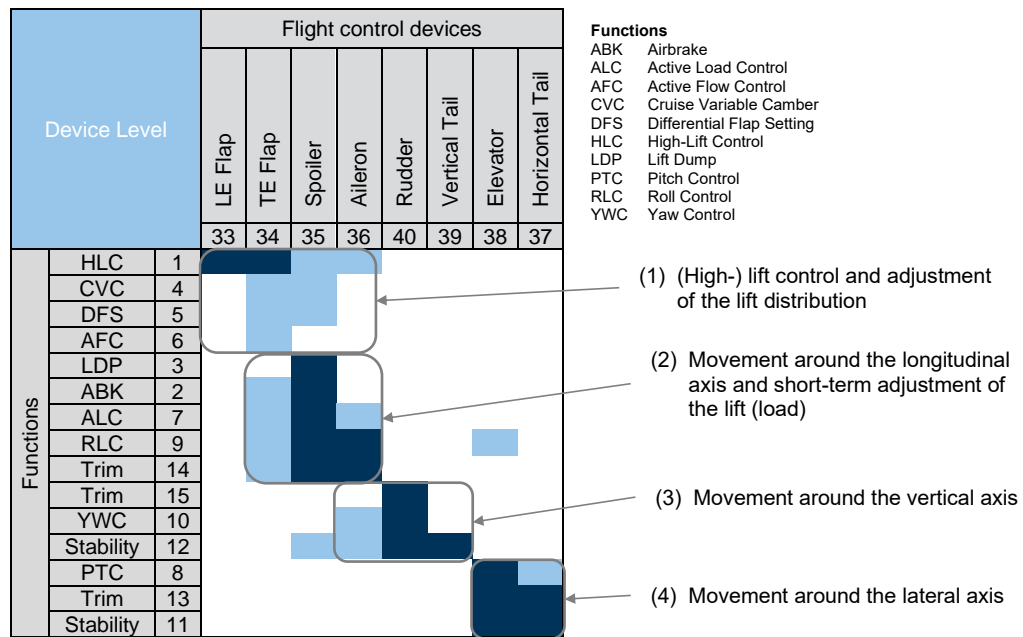 Device Level
Flight control devices
LE Flap
TE Flap
Spoiler
Aileron
Rudder
Vertical Tail
Elevator
Horizontal Tail
33 34 35 36 40 39 38 37
Functions
HLC 1
CVC 4
DFS 5
AFC 6
LDP 3
ABK 2
ALC 7
RLC 9
Trim 14
Trim 15
YWC 10
Stability 12
PTC 8
Trim 13
Stability 11
Functions
ABK Airbrake
ALC Active Load Control
AFC Active Flow Control
CVC Cruise Variable Camber
DFS Differential Flap Setting
HLC High-Lift Control
LDP Lift Dump
PTC Pitch Control
RLC Roll Control
YWC Yaw Control
(1) (High-) lift control and adjustment
of the lift distribution
(2) Movement around the longitudinal
axis and short-term adjustment of
the lift (load)
(3) Movement around the vertical axis
(4) Movement around the lateral axis